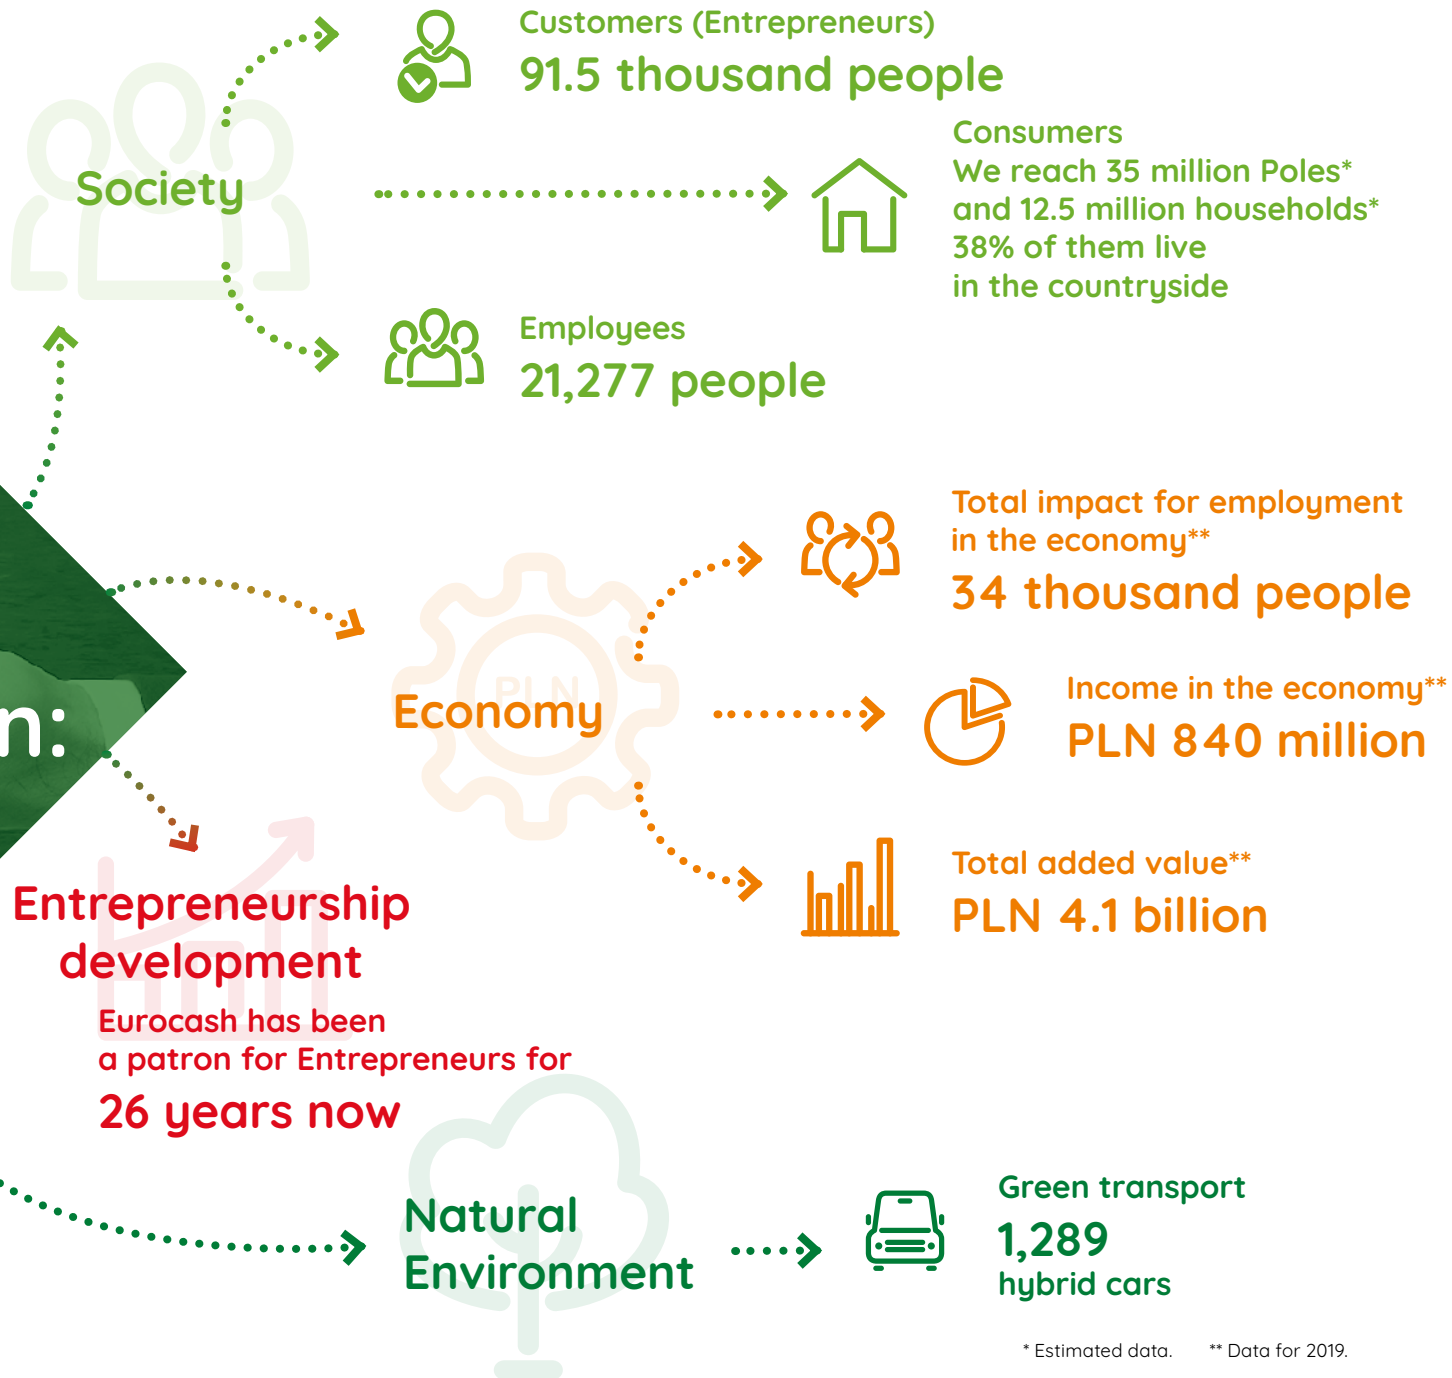 Customers (Entrepreneurs)
91.5 thousand people
Society
Consumers
We reach 35 million Poles*
and 12.5 million households*
38% of them live
in the countryside
Employees
21,277 people
Total impact for employment
in the economy**
34 thousand people
n:
PLN
Economy
Income in the economy**
PLN 840 million
Total added value**
PLN 4.1 billion
Entrepreneurship
development
Eurocash has been
a patron for Entrepreneurs for
26 years now
Natural
Environment
Green transport
1,289
hybrid cars
* Estimated data. ** Data for 2019.